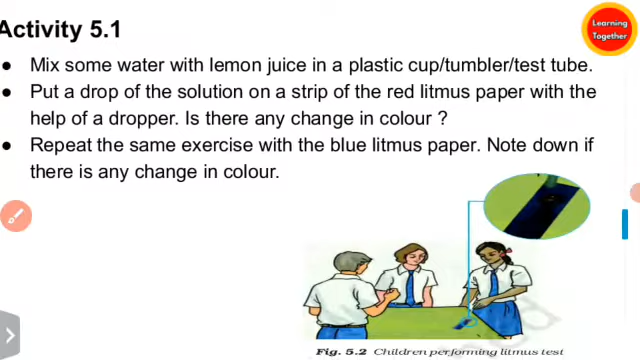 Activity 5.1
Learning
Together
● Mix some water with lemon juice in a plastic cup/tumbler/test tube.
● Put a drop of the solution on a strip of the red litmus paper with the
help of a dropper. Is there any change in colour ?
● Repeat the same exercise with the blue litmus paper. Note down if
there is any change in colour.
Fig. 5.2 Children performing litmus test